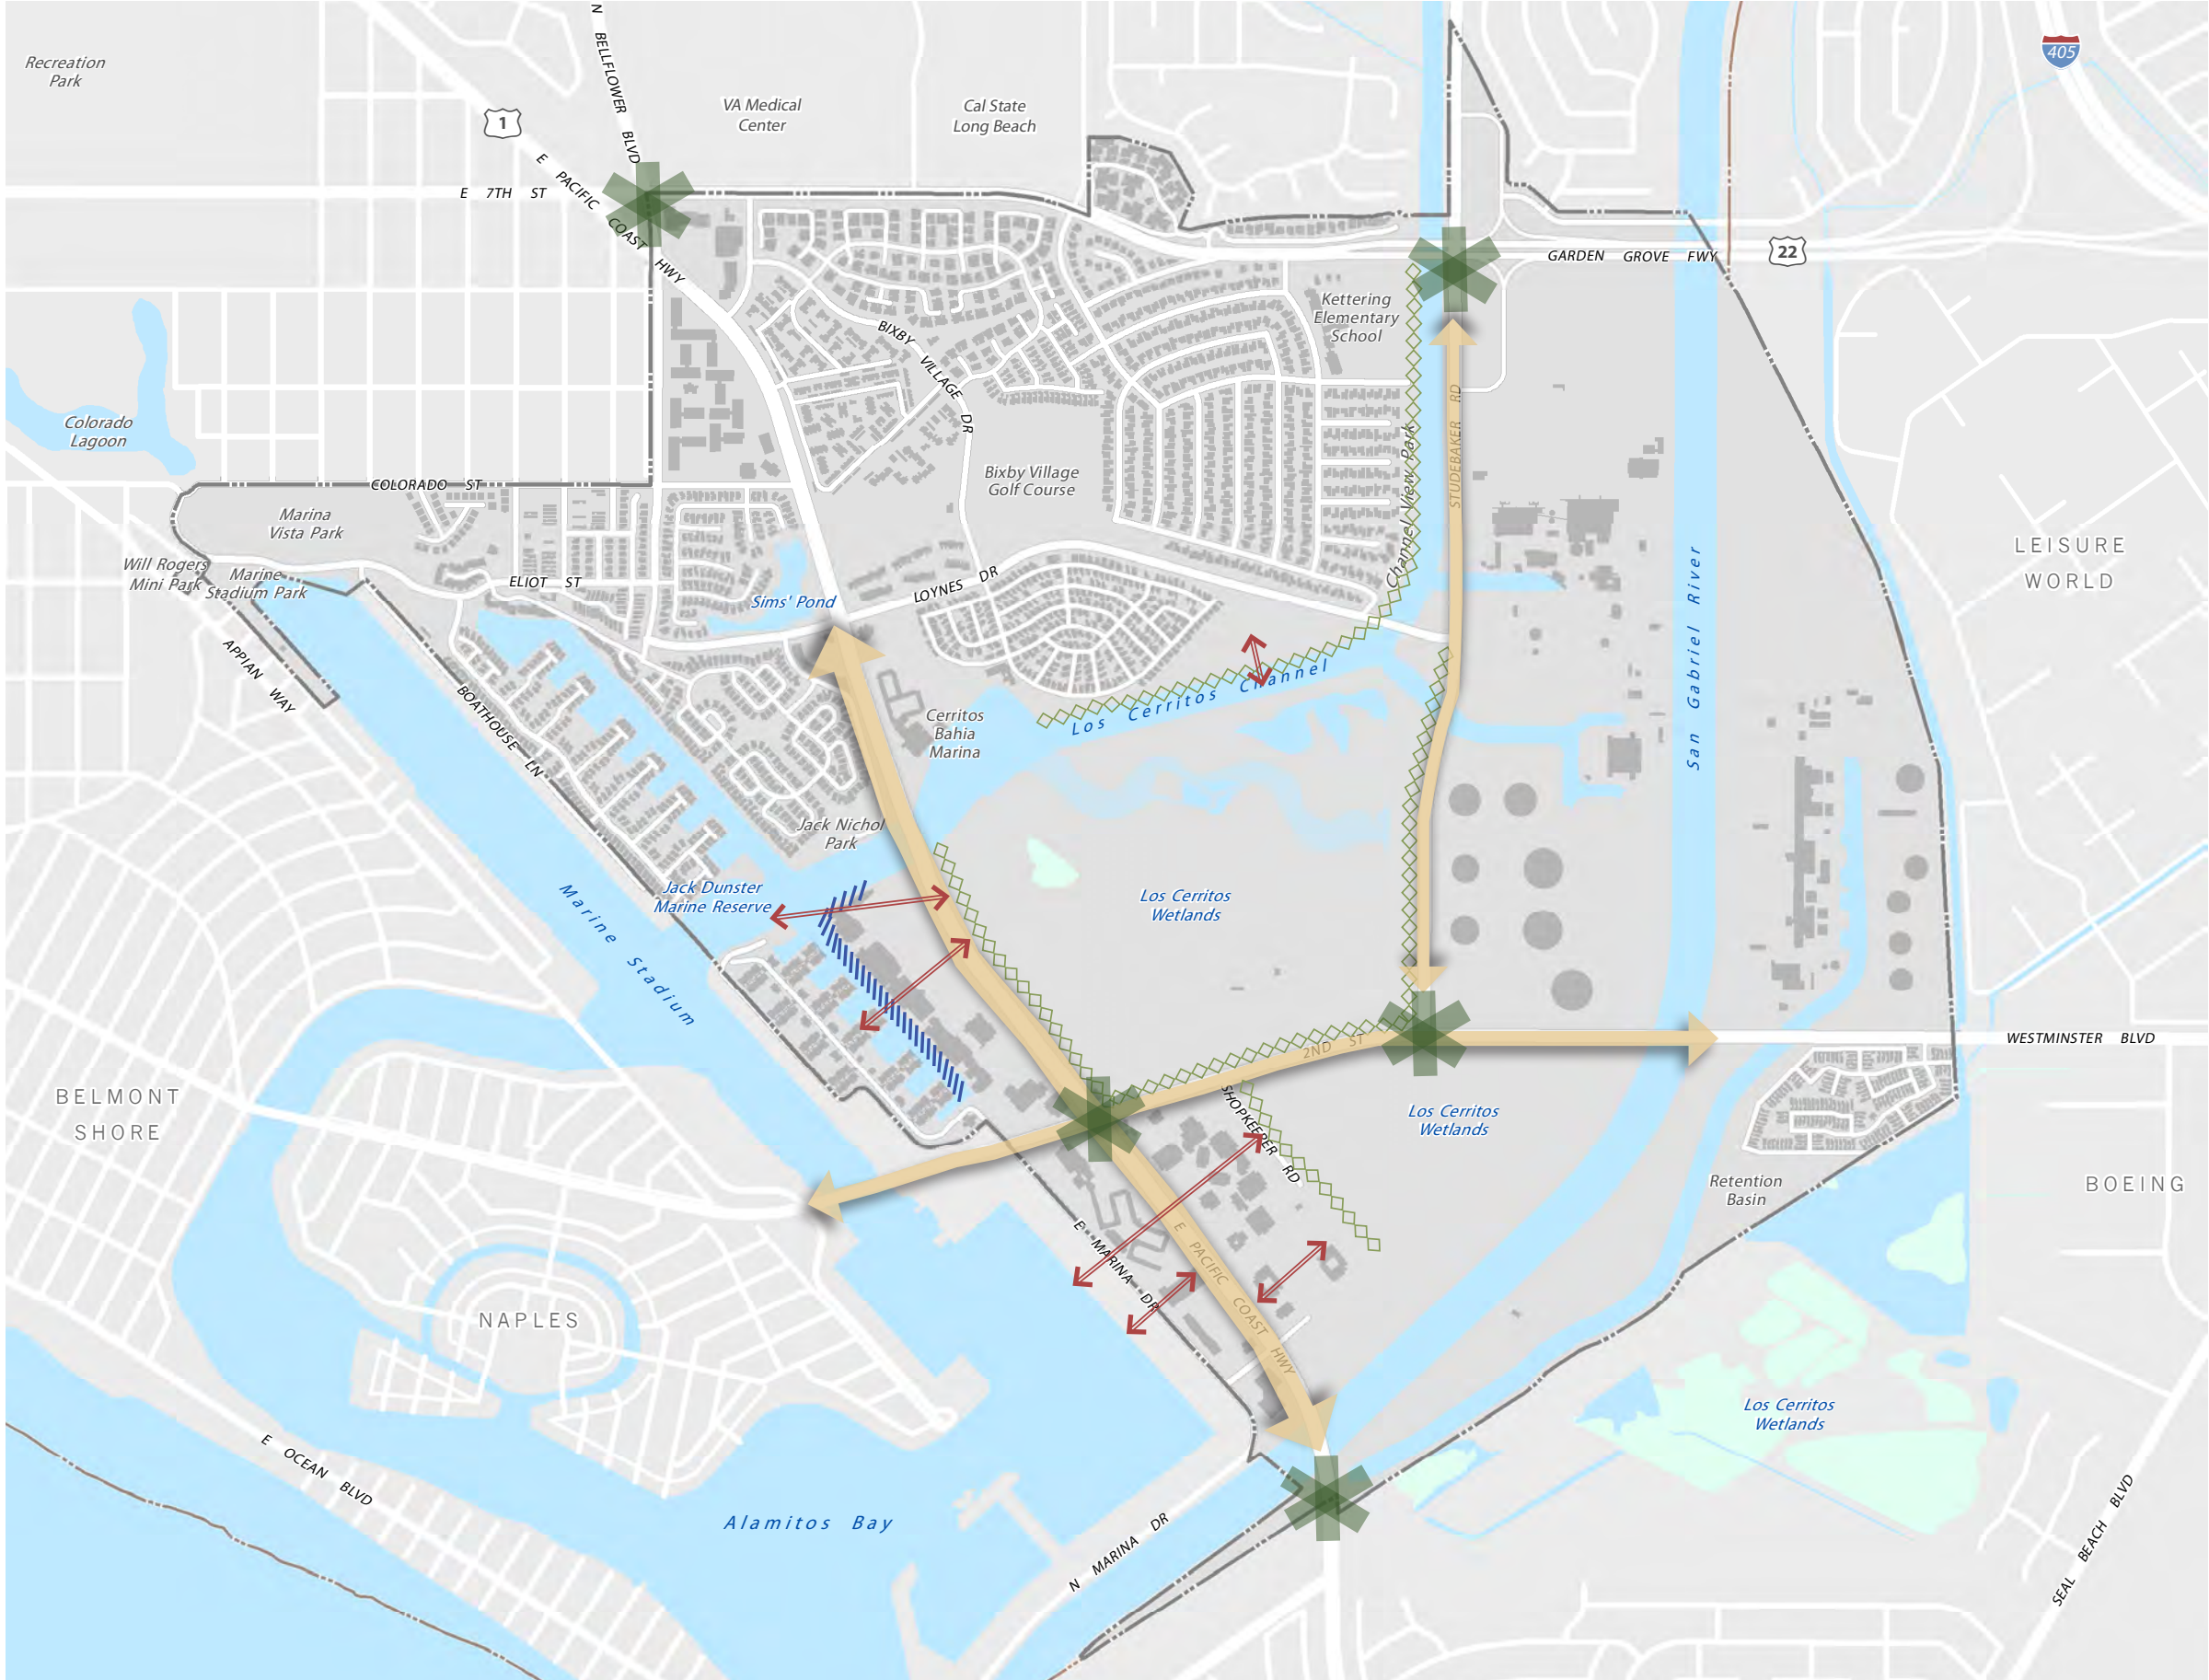 Recreation
Park
1
N BELLFLOWER BLVD
VA Medical
Center
Cal State
Long Beach
405
E 7TH ST
E PACIFIC COAST HWY
GARDEN GROVE FWY
22
Kettering
Elementary
School
BIXBY VILLAGE DR
Colorado
Lagoon
COLORADO ST
Marina
Vista Park
Bixby Village
Golf Course
Channel View Park
STUDEBAKER RD
LEISURE
WORLD
Will Rogers
Mini Park
Marine
Stadium Park
ELIOT ST
Sims' Pond
LOYNES DR
APPIAN WAY
BOATHOUSE LN
Los Cerritos Channel
San Gabriel River
Cerritos
Bahia
Marina
Jack Nichol
Park
Jack Dunster
Marine Reserve
Marine Stadium
Los Cerritos
Wetlands
2ND ST
WESTMINSTER BLVD
BELMONT
SHORE
SHOPKEEPER RD
Los Cerritos
Wetlands
Retention
Basin
BOEING
E MARINA DR
E PACIFIC COAST HWY
NAPLES
Los Cerritos
Wetlands
E OCEAN BLVD
Alamitos Bay
N MARINA DR
SEAL BEACH BLVD